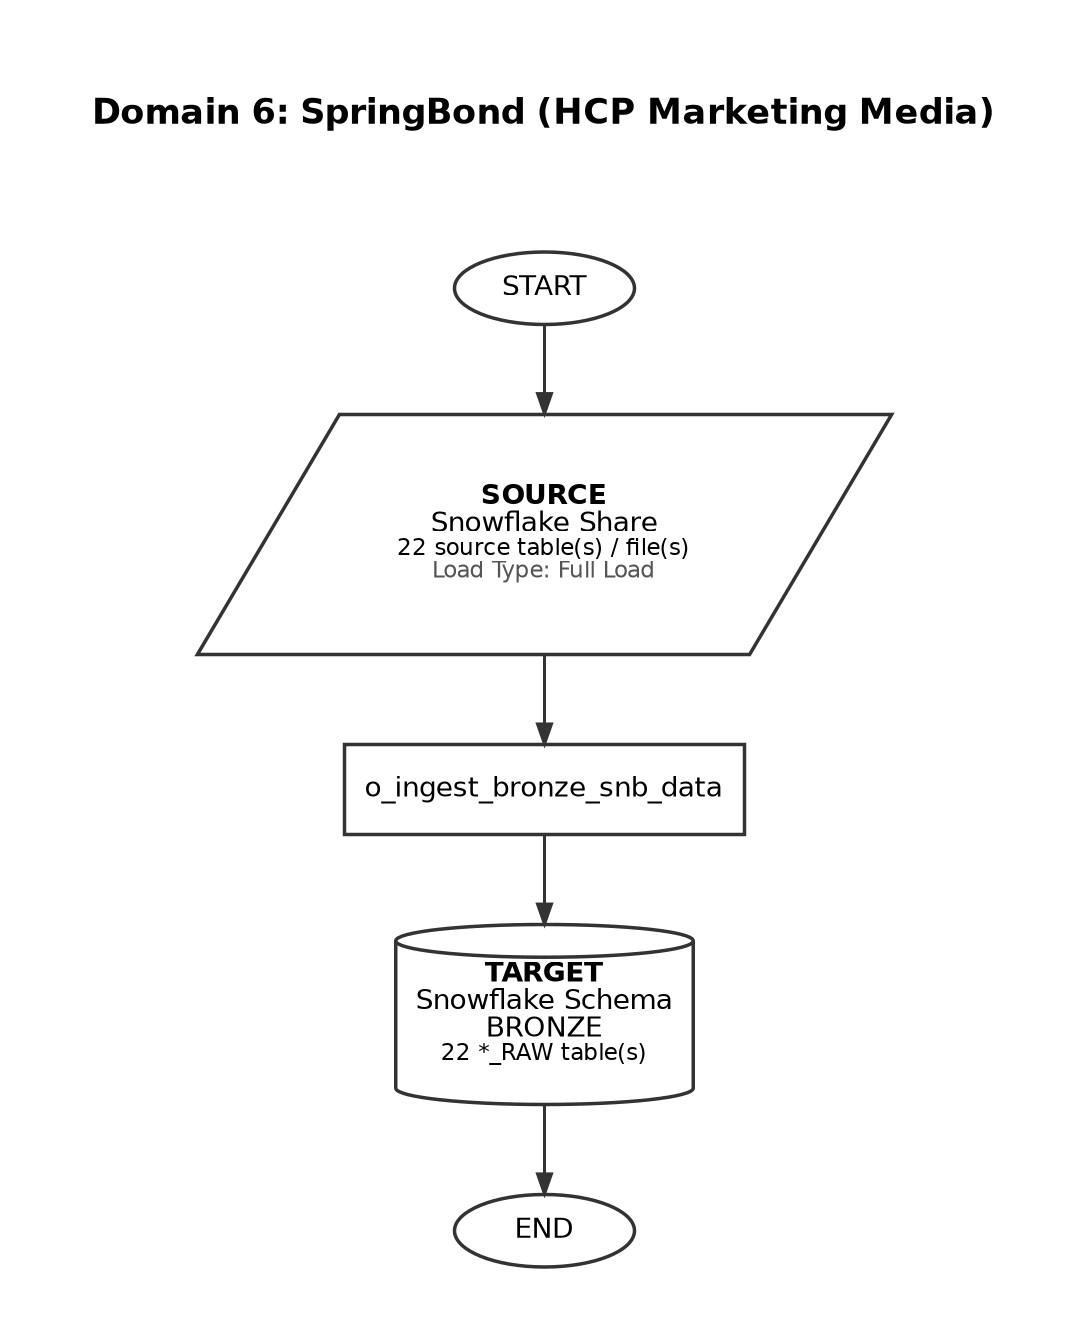 Domain 6: SpringBond (HCP Marketing Media)
START
SOURCE
Snowflake Share
22 source table(s) / file(s)
Load Type: Full Load
o_ingest_bronze_snb_data
TARGET
Snowflake Schema
BRONZE
22 *_RAW table(s)
END